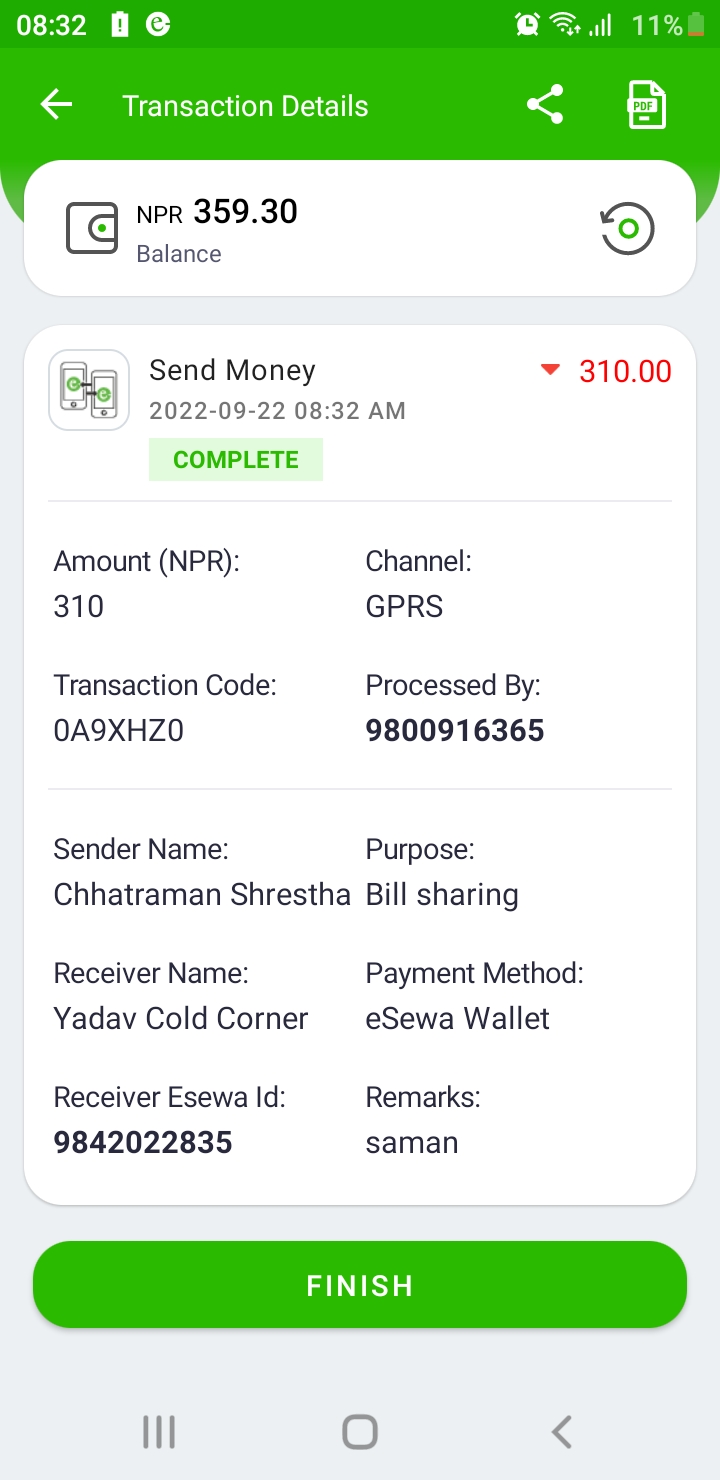 08:32
11%
Transaction Details
PDF
NPR 359.30
Balance
Send Money
310.00
2022-09-22 08:32 AM
COMPLETE
Amount (NPR):
Channel:
310
GPRS
Transaction Code:
Processed By:
0A9XHZ0
9800916365
Sender Name:
Purpose:
Chhatraman Shrestha
Bill sharing
Receiver Name:
Payment Method:
Yadav Cold Corner
eSewa Wallet
Receiver Esewa Id:
Remarks:
9842022835
saman
FINISH